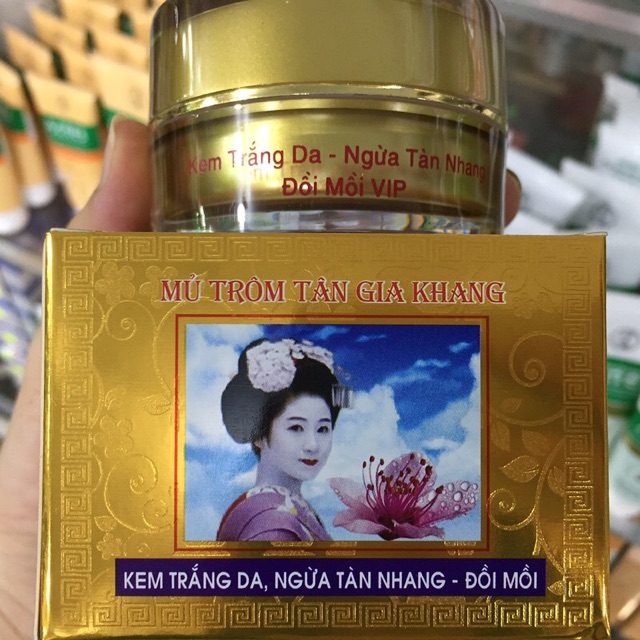 Kem Trắng Da - Ngừa Tàn Nhang
Đồi Mồi VIP
MỦ TRÔM TÂN GIA KHANG
KEM TRẮNG DA, NGỪA TÀN NHANG - ĐỒI MỒI